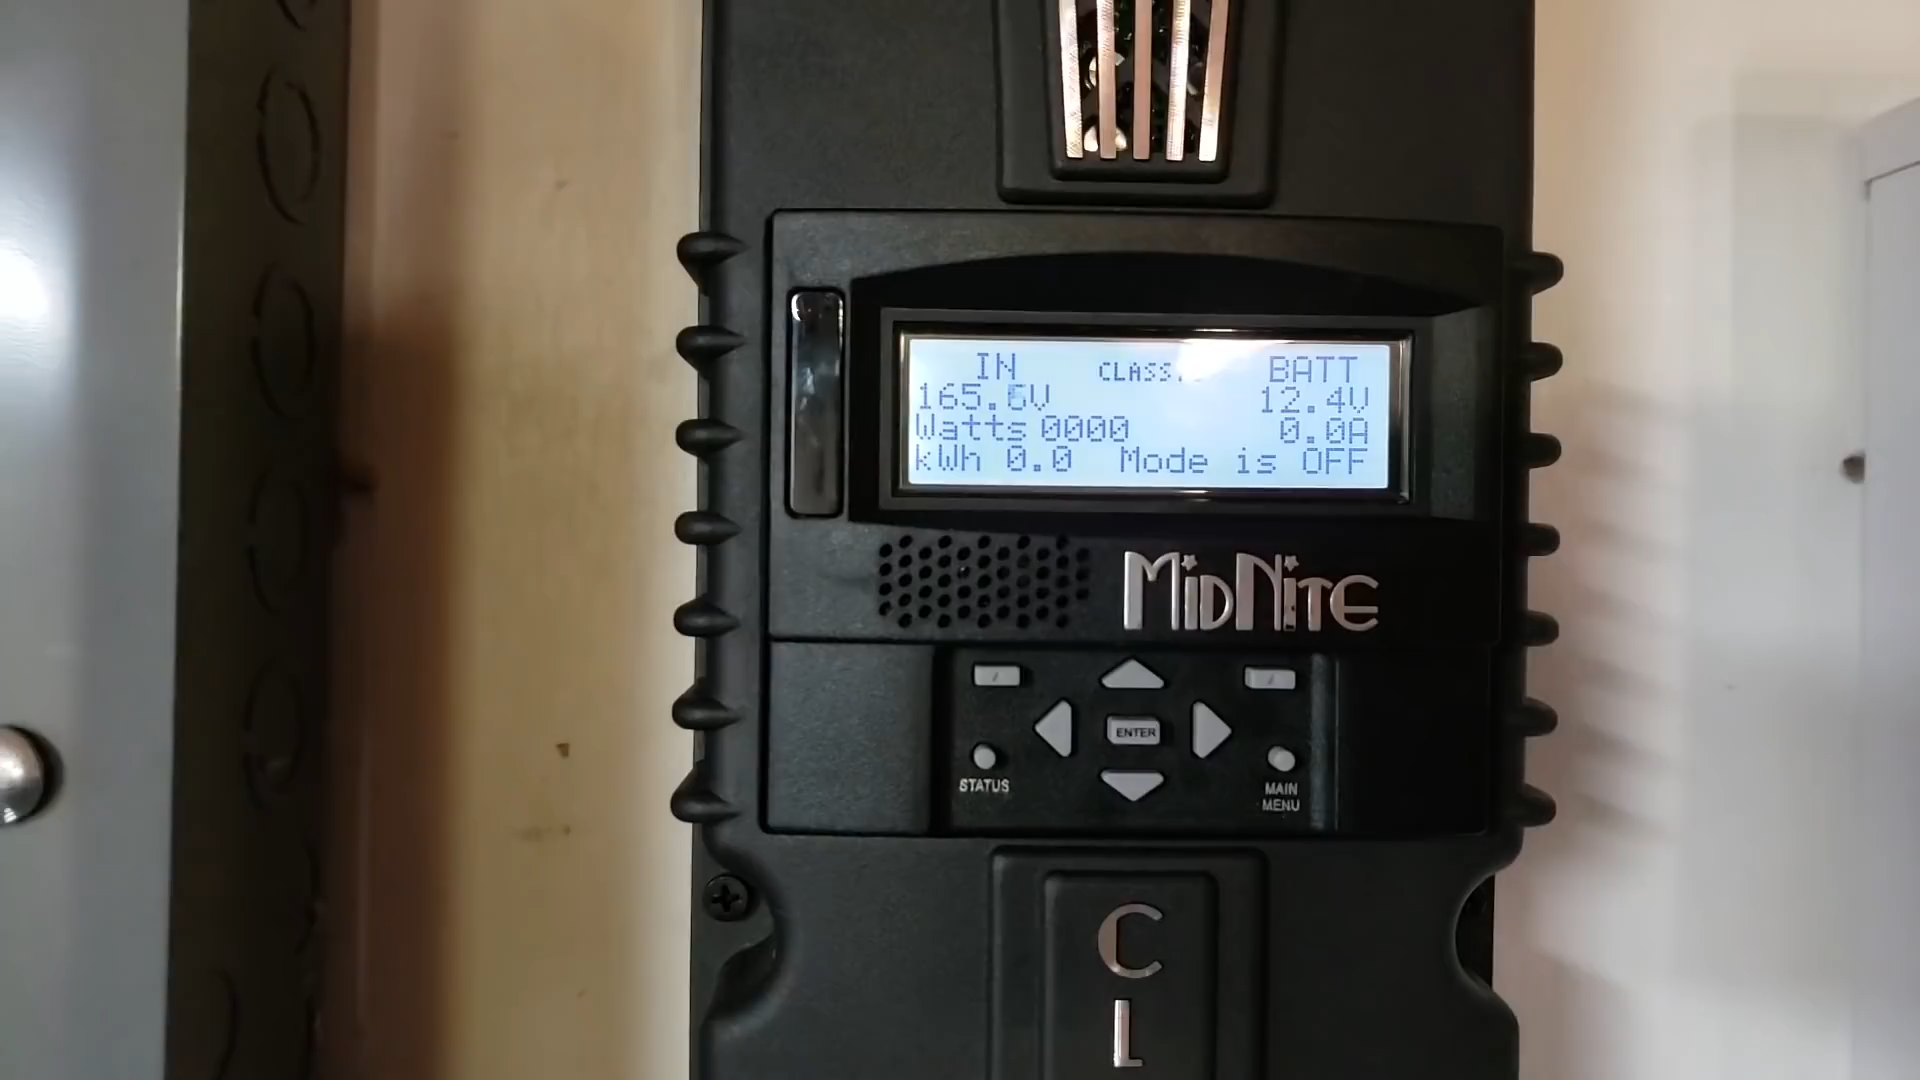 IN CLASSIC BATT
165.6V 12.4V
Watts 0000 0.0A
kWh 0.0 Mode is OFF
MIDNITE
ENTER
STATUS
MAIN
MENU
C
L